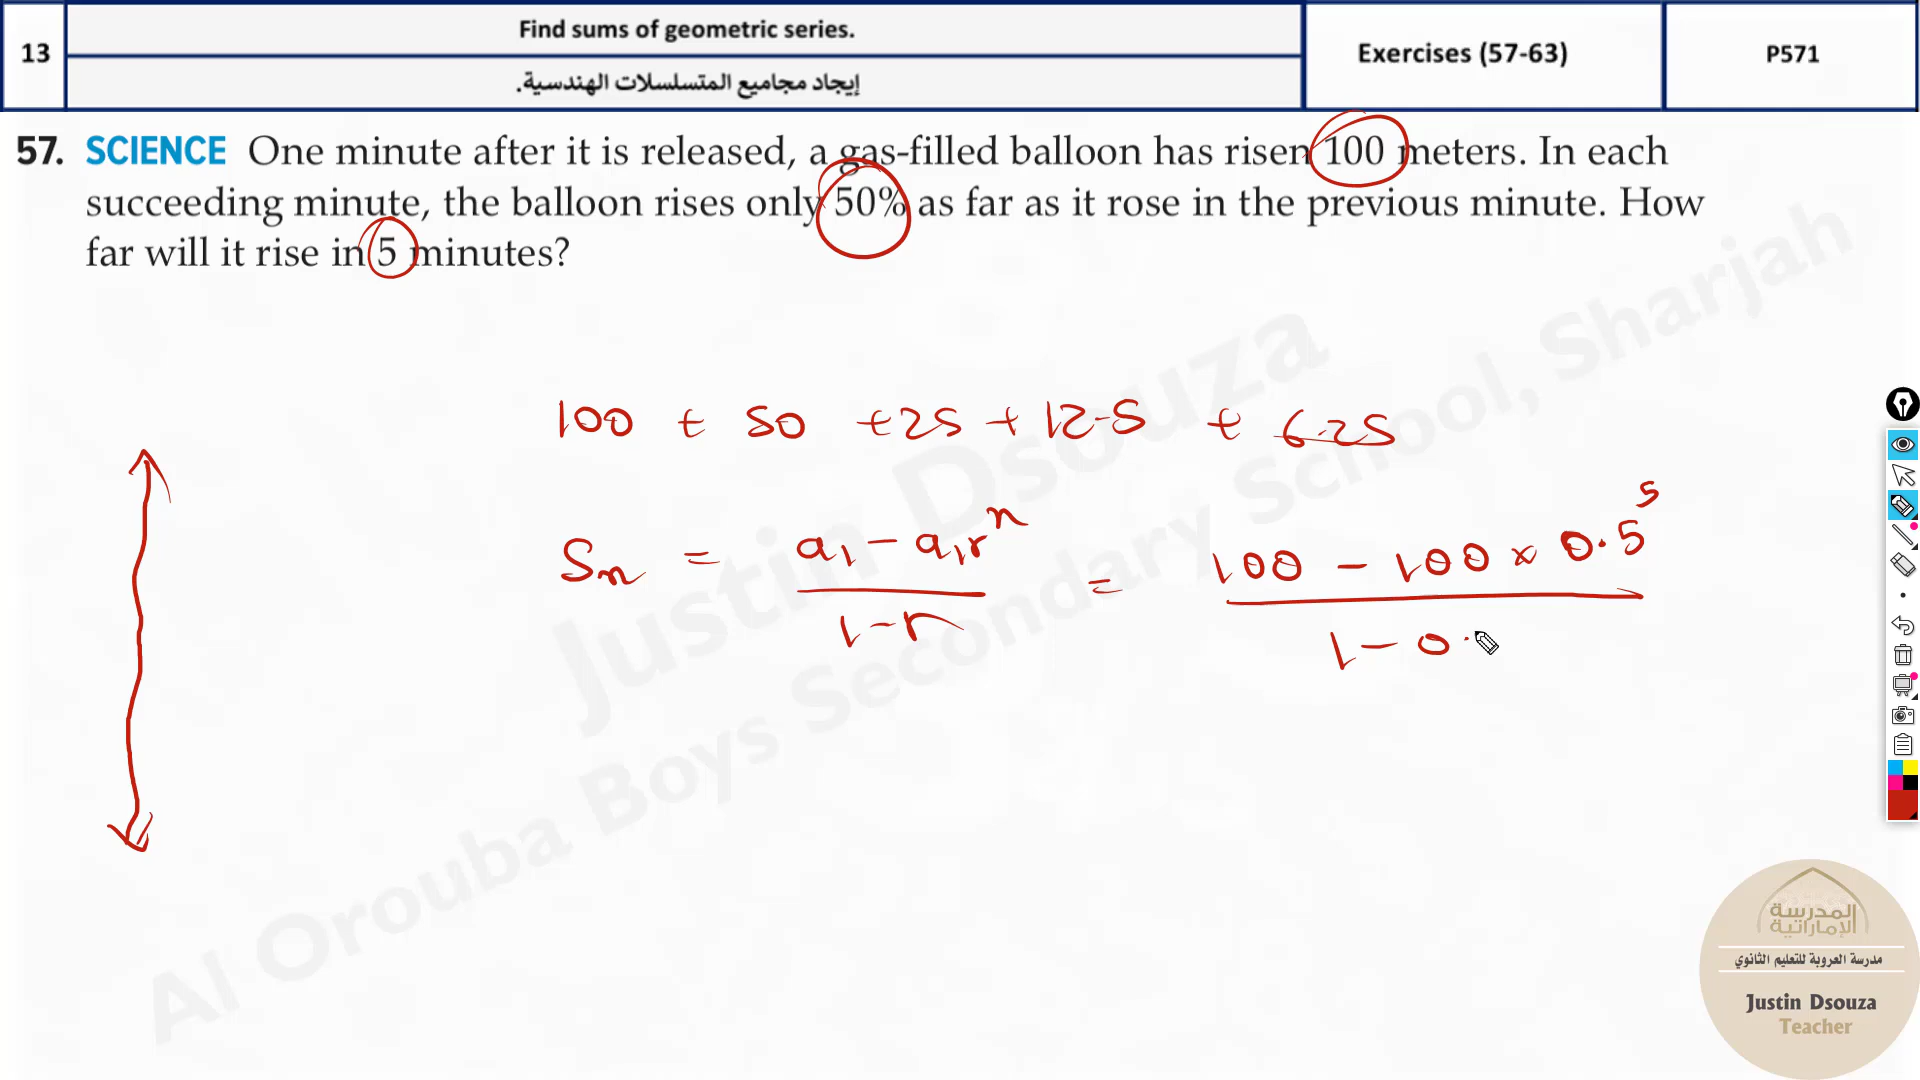 13
Find sums of geometric series.
إيجاد مجاميع المتسلسلات الهندسية.
Exercises (57-63)
P571
57. SCIENCE One minute after it is released, a gas-filled balloon has risen 100 meters. In each
succeeding minute, the balloon rises only 50% as far as it rose in the previous minute. How
far will it rise in 5 minutes?
100 + 50 + 25 + 12.5 + 6.25
Sn = a1 - a1rⁿ / 1-r = 100 - 100 × 0.5⁵ / 1 - 0.
Justin Dsouza
Al Orouba Boys Secondary School, Sharjah
المدرسة
الإماراتية
مدرسة العروبة للتعليم الثانوي
Justin Dsouza
Teacher